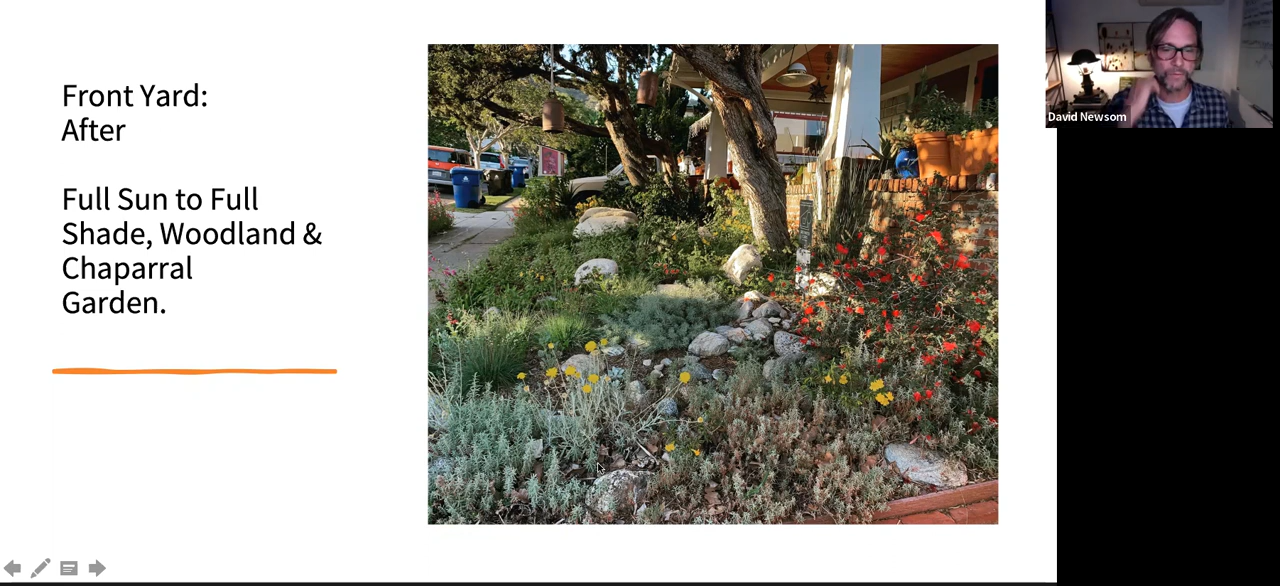 Front Yard:
After
Full Sun to Full
Shade, Woodland &
Chaparral
Garden.
David Newsom